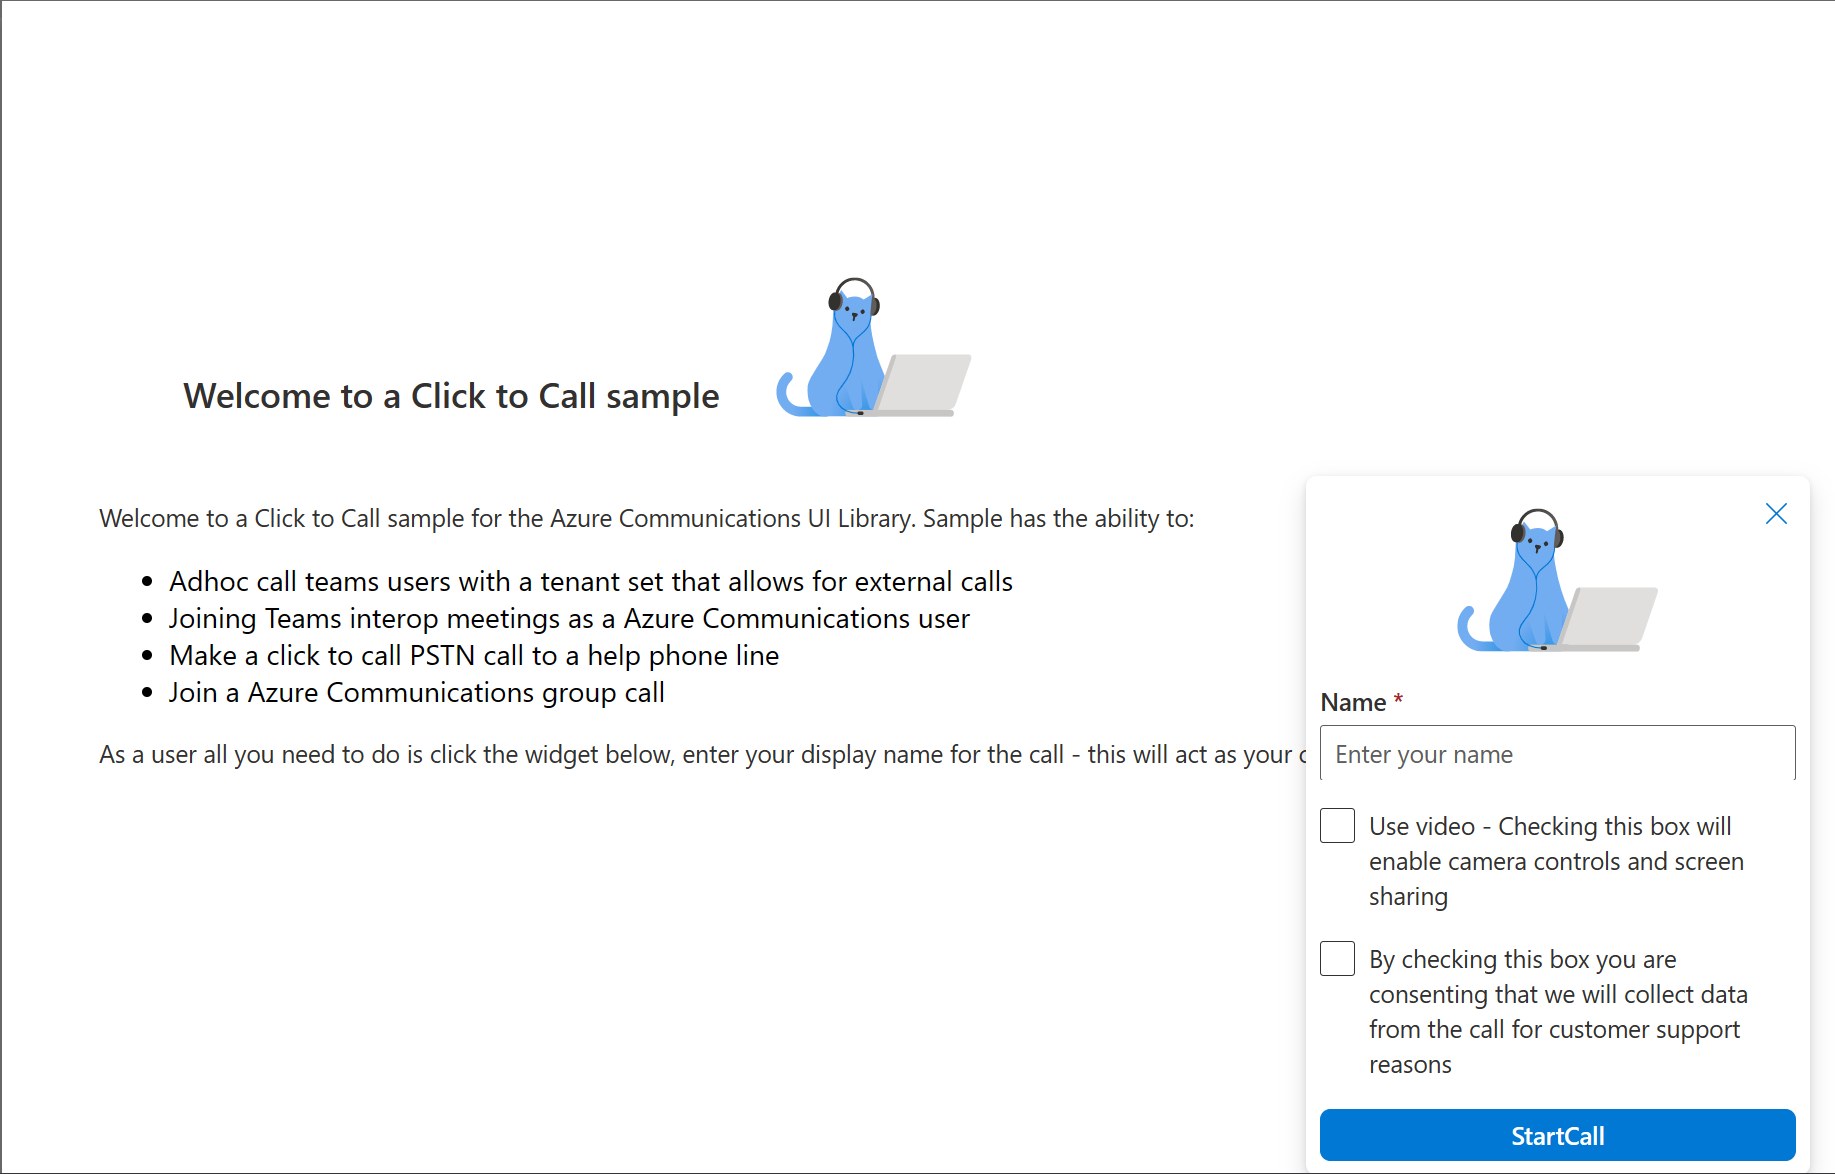 Welcome to a Click to Call sample
Welcome to a Click to Call sample for the Azure Communications UI Library. Sample has the ability to:
Adhoc call teams users with a tenant set that allows for external calls
Joining Teams interop meetings as a Azure Communications user
Make a click to call PSTN call to a help phone line
Join a Azure Communications group call
As a user all you need to do is click the widget below, enter your display name for the call - this will act as your
Name *
Enter your name
Use video - Checking this box will
enable camera controls and screen
sharing
By checking this box you are
consenting that we will collect data
from the call for customer support
reasons
StartCall